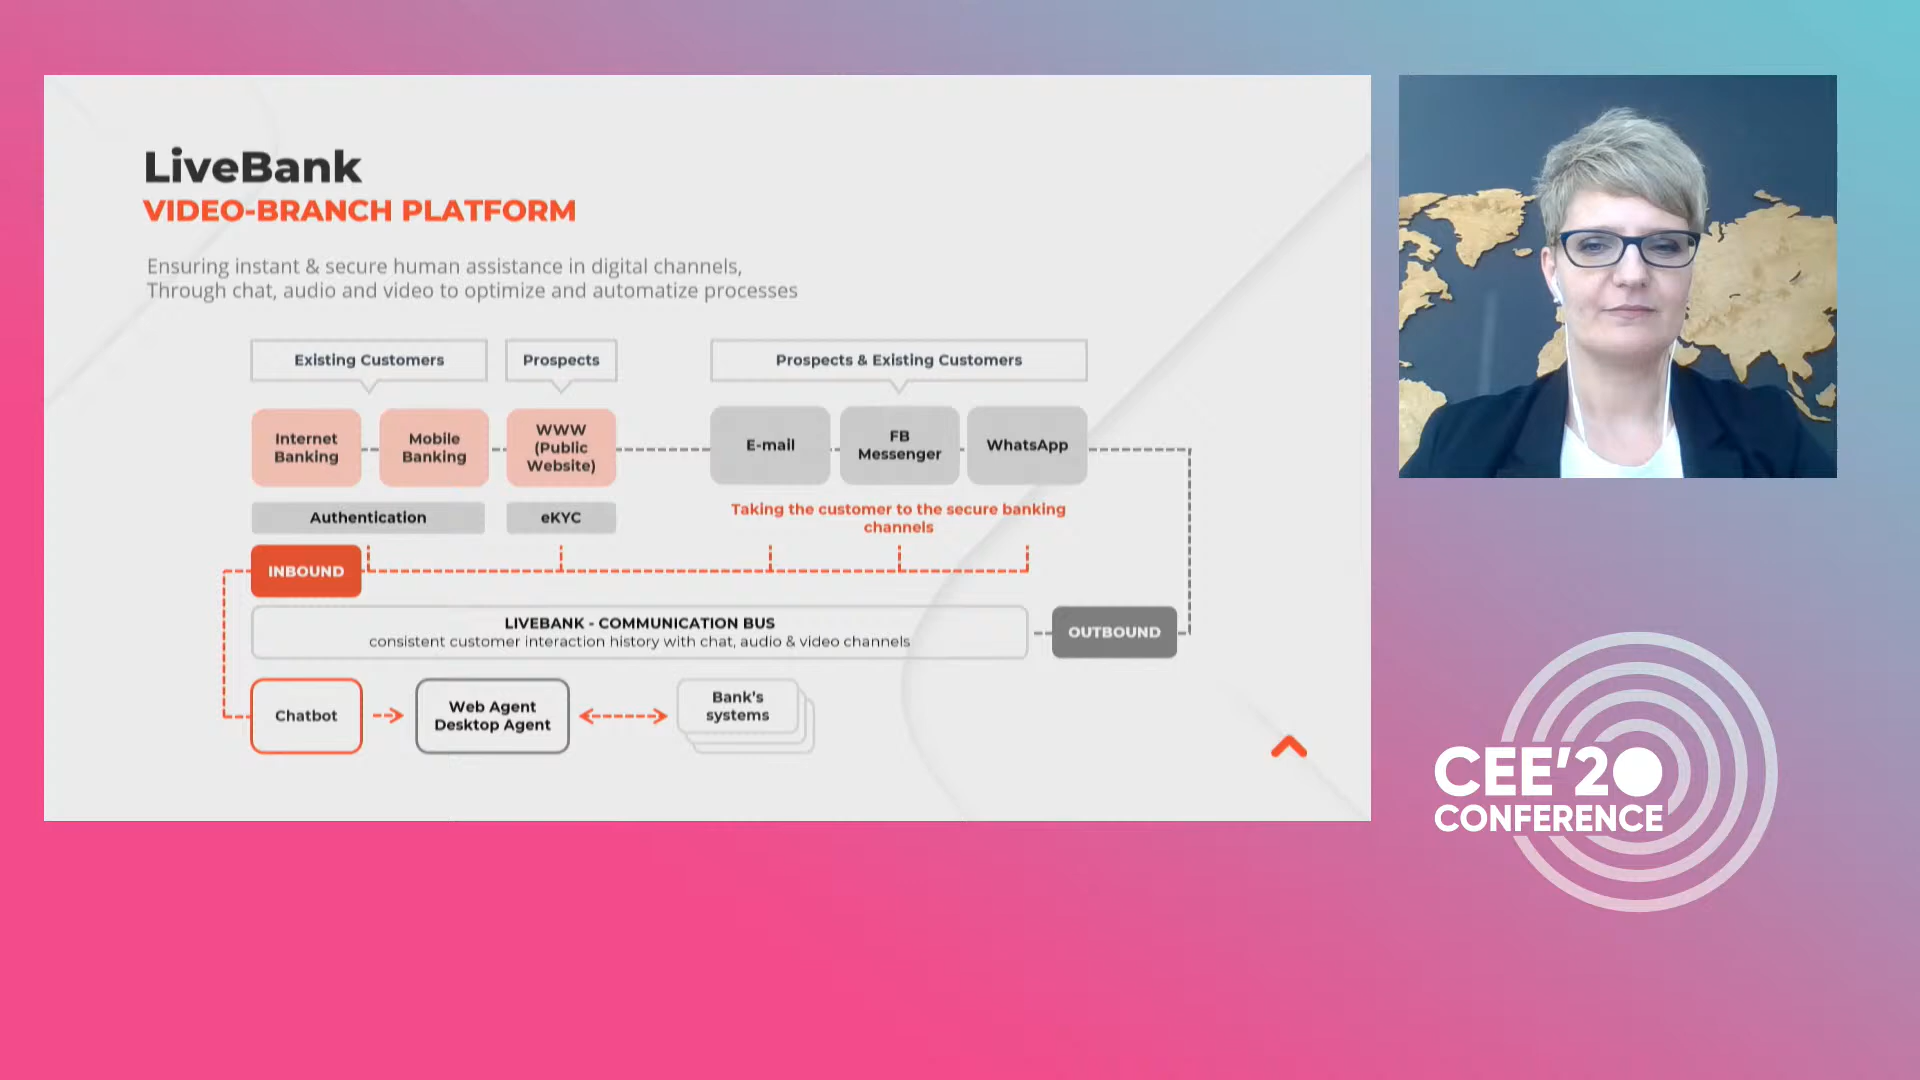 LiveBank
VIDEO-BRANCH PLATFORM
Ensuring instant & secure human assistance in digital channels,
Through chat, audio and video to optimize and automatize processes
Existing Customers
Prospects
Prospects & Existing Customers
Internet
Banking
Mobile
Banking
WWW
(Public
Website)
E-mail
FB
Messenger
WhatsApp
Authentication
eKYC
Taking the customer to the secure banking
channels
INBOUND
LIVEBANK - COMMUNICATION BUS
consistent customer interaction history with chat, audio & video channels
OUTBOUND
Chatbot
Web Agent
Desktop Agent
Bank's
systems
CEE'20
CONFERENCE